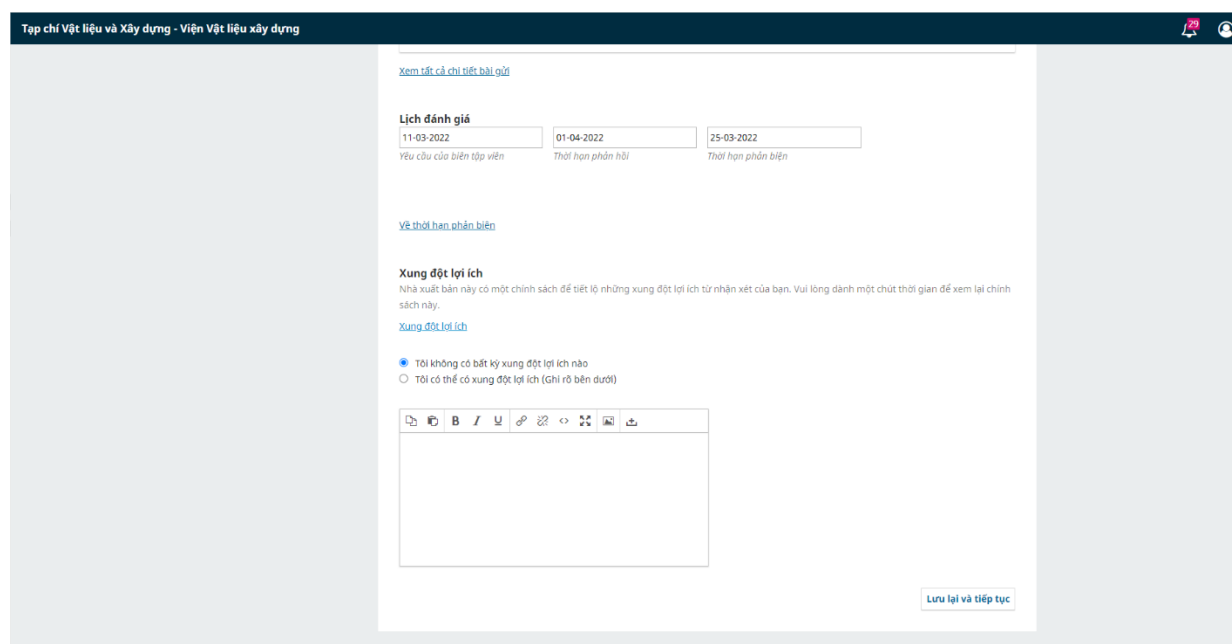 Tạp chí Vật liệu và Xây dựng - Viện Vật liệu xây dựng
29
Xem tất cả chi tiết bài gửi
Lịch đánh giá
11-03-2022
01-04-2022
25-03-2022
Yêu cầu của biên tập viên
Thời hạn phản hồi
Thời hạn phản biện
Về thời hạn phản biện
Xung đột lợi ích
Nhà xuất bản này có một chính sách để tiết lộ những xung đột lợi ích từ nhận xét của bạn. Vui lòng dành một chút thời gian để xem lại chính
sách này.
Xung đột lợi ích
Tôi không có bất kỳ xung đột lợi ích nào
Tôi có thể có xung đột lợi ích (Ghi rõ bên dưới)
B I U
Lưu lại và tiếp tục